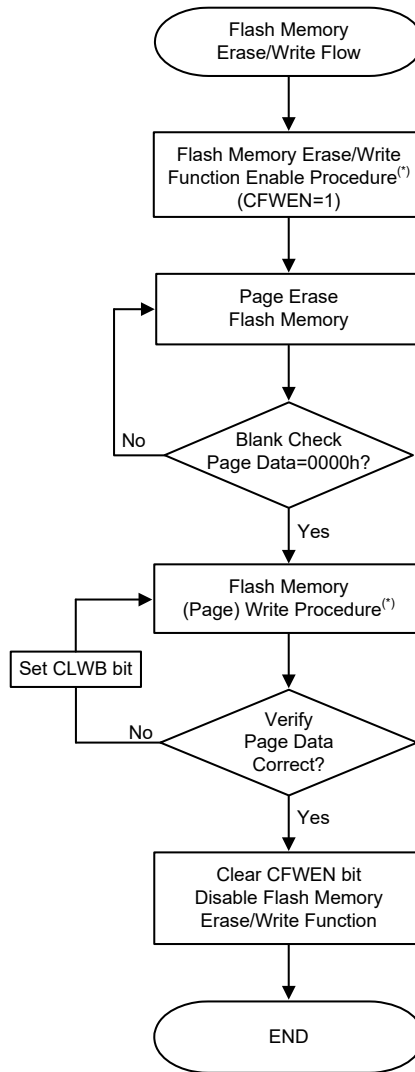 Flash Memory
Erase/Write Flow
Flash Memory Erase/Write
Function Enable Procedure(*)
(CFWEN=1)
Page Erase
Flash Memory
No
Blank Check
Page Data=0000h?
Yes
Flash Memory
(Page) Write Procedure(*)
Set CLWB bit
No
Verify
Page Data
Correct?
Yes
Clear CFWEN bit
Disable Flash Memory
Erase/Write Function
END